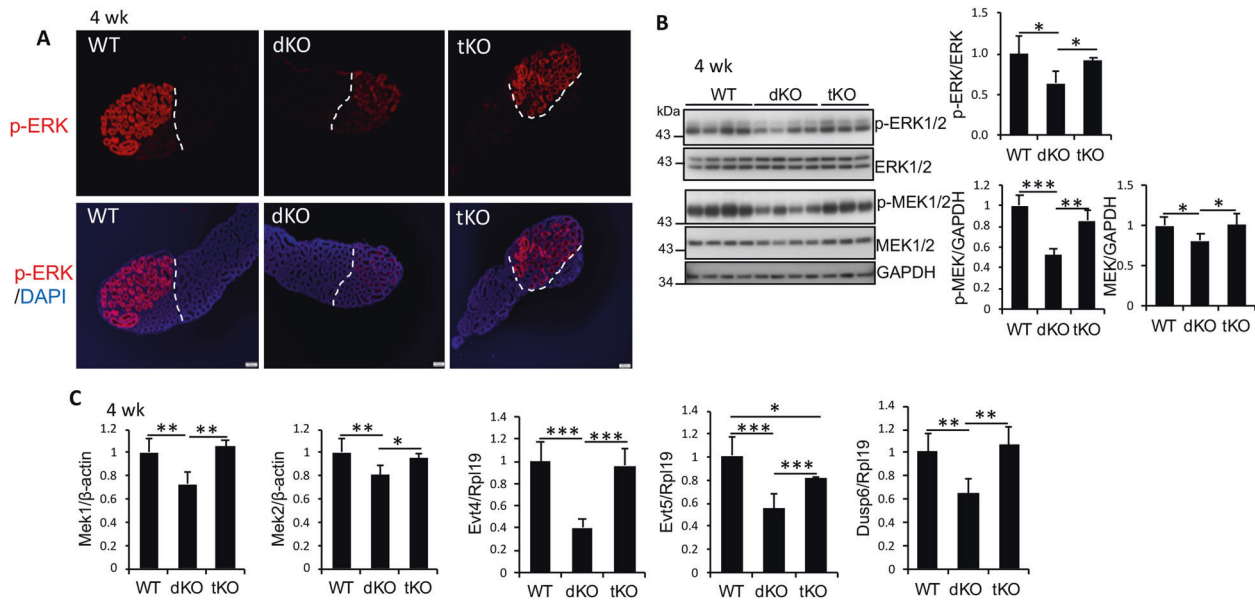 A
4 wk
WT
dKO
tKO
p-ERK
WT
dKO
tKO
p-ERK
/DAPI
B
4 wk
WT dKO tKO
kDa
43
p-ERK1/2
43
ERK1/2
43
p-MEK1/2
43
MEK1/2
34
GAPDH
p-ERK/ERK
1.5
1.0
0.5
0.0
* *
WT dKO tKO
p-MEK/GAPDH
1.2
1
0.8
0.6
0.4
0.2
0
*** **
WT dKO tKO
MEK/GAPDH
1.5
1
0.5
0
* *
WT dKO tKO
C
4 wk
Mek1/β-actin
1.2
1
0.8
0.6
0.4
0.2
0
** **
WT dKO tKO
Mek2/β-actin
1.2
1
0.8
0.6
0.4
0.2
0
** *
WT dKO tKO
Evt4/Rpl19
1.4
1.2
1
0.8
0.6
0.4
0.2
0
*** ***
WT dKO tKO
Evt5/Rpl19
1.4
1.2
1
0.8
0.6
0.4
0.2
0
*
***
***
WT dKO tKO
Dusp6/Rpl19
1.4
1.2
1
0.8
0.6
0.4
0.2
0
** **
WT dKO tKO